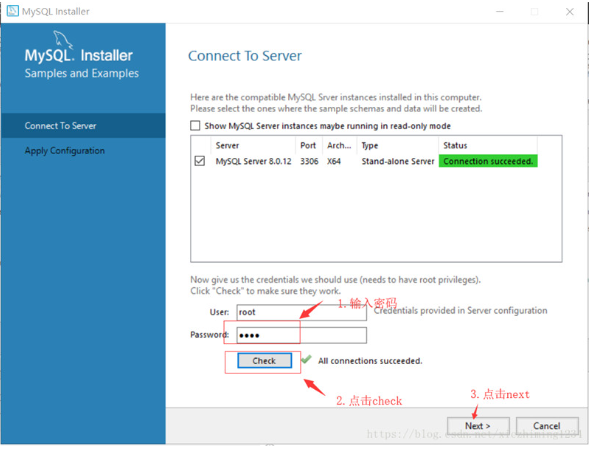 MySQL Installer
MySQL. Installer
Samples and Examples
Connect To Server
Apply Configuration
Connect To Server
Here are the compatible MySQL Srver instances installed in this computer.
Please select the ones where the sample schemas and data will be created.
Show MySQL Server instances maybe running in read-only mode
Server Port Arch... Type Status
MySQL Server 8.0.12 3306 X64 Stand-alone Server Connection succeeded.
Now give us the credentials we should use (needs to have root privileges).
Click "Check" to make sure they work.
1.输入密码
User: root Credentials provided in Server configuration
Password: ●●●●
Check All connections succeeded.
2.点击check
3.点击next
Next > Cancel